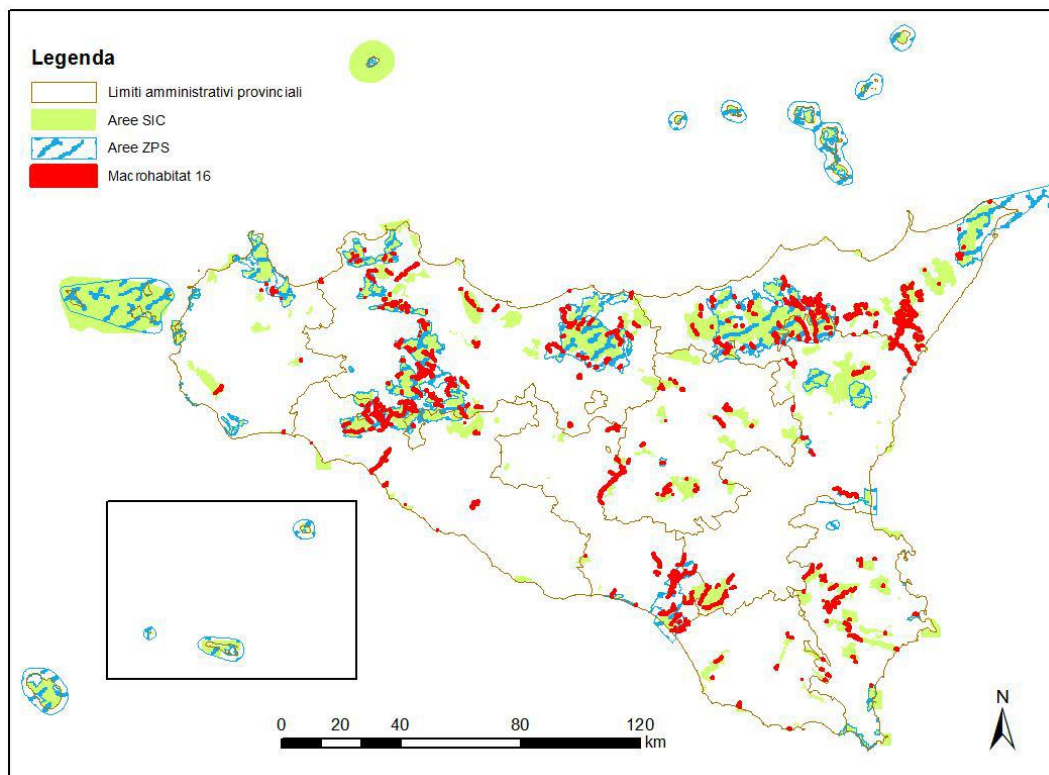 Legenda
Limiti amministrativi provinciali
Aree SIC
Aree ZPS
Macrohabitat 16
N
0 20 40 80 120
km